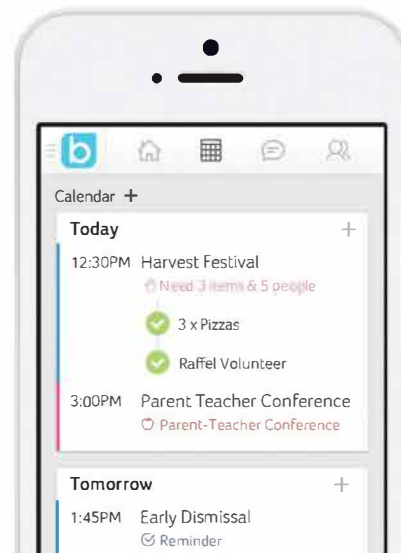 b
Calendar +
Today +
12:30PM Harvest Festival
Need 3 items & 5 people
3 x Pizzas
Raffel Volunteer
3:00PM Parent Teacher Conference
Parent-Teacher Conference
Tomorrow +
1:45PM Early Dismissal
Reminder